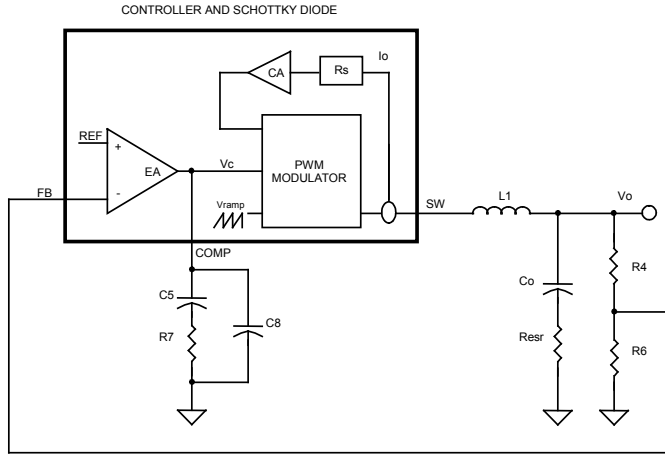 CONTROLLER AND SCHOTTKY DIODE
Io
CA
Rs
REF
+
EA
-
Vc
PWM
MODULATOR
Vramp
FB
SW
L1
Vo
COMP
R4
C5
Co
C8
R7
Resr
R6